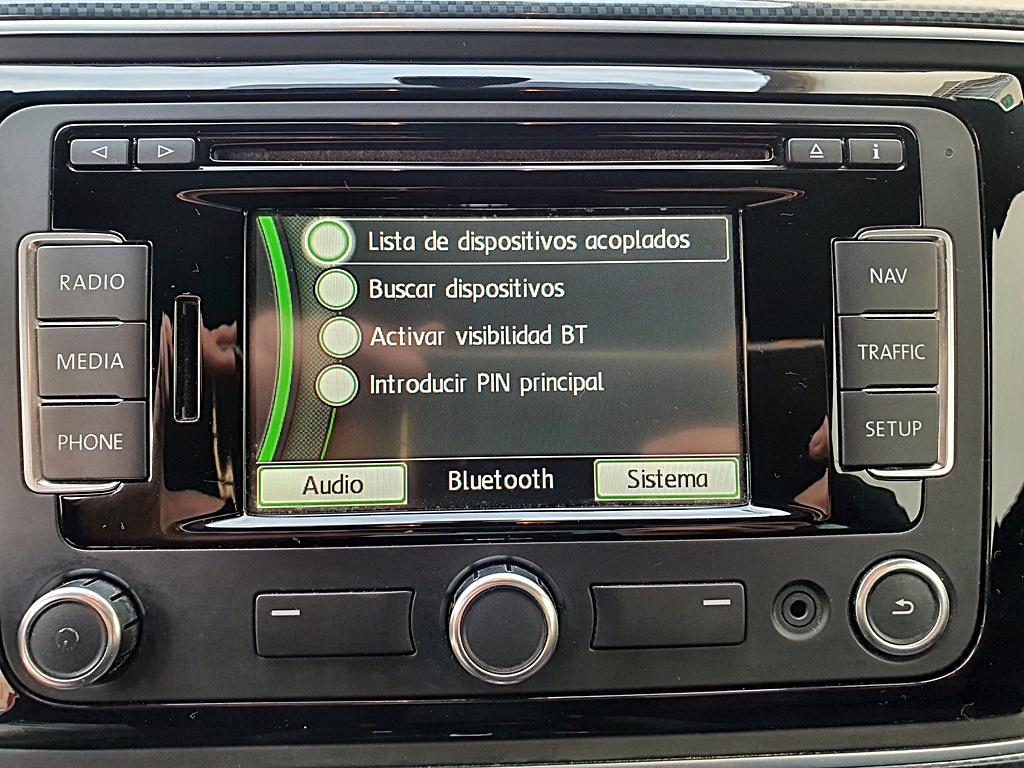 i
RADIO
MEDIA
PHONE
Lista de dispositivos acoplados
Buscar dispositivos
Activar visibilidad BT
Introducir PIN principal
Audio
Bluetooth
Sistema
NAV
TRAFFIC
SETUP